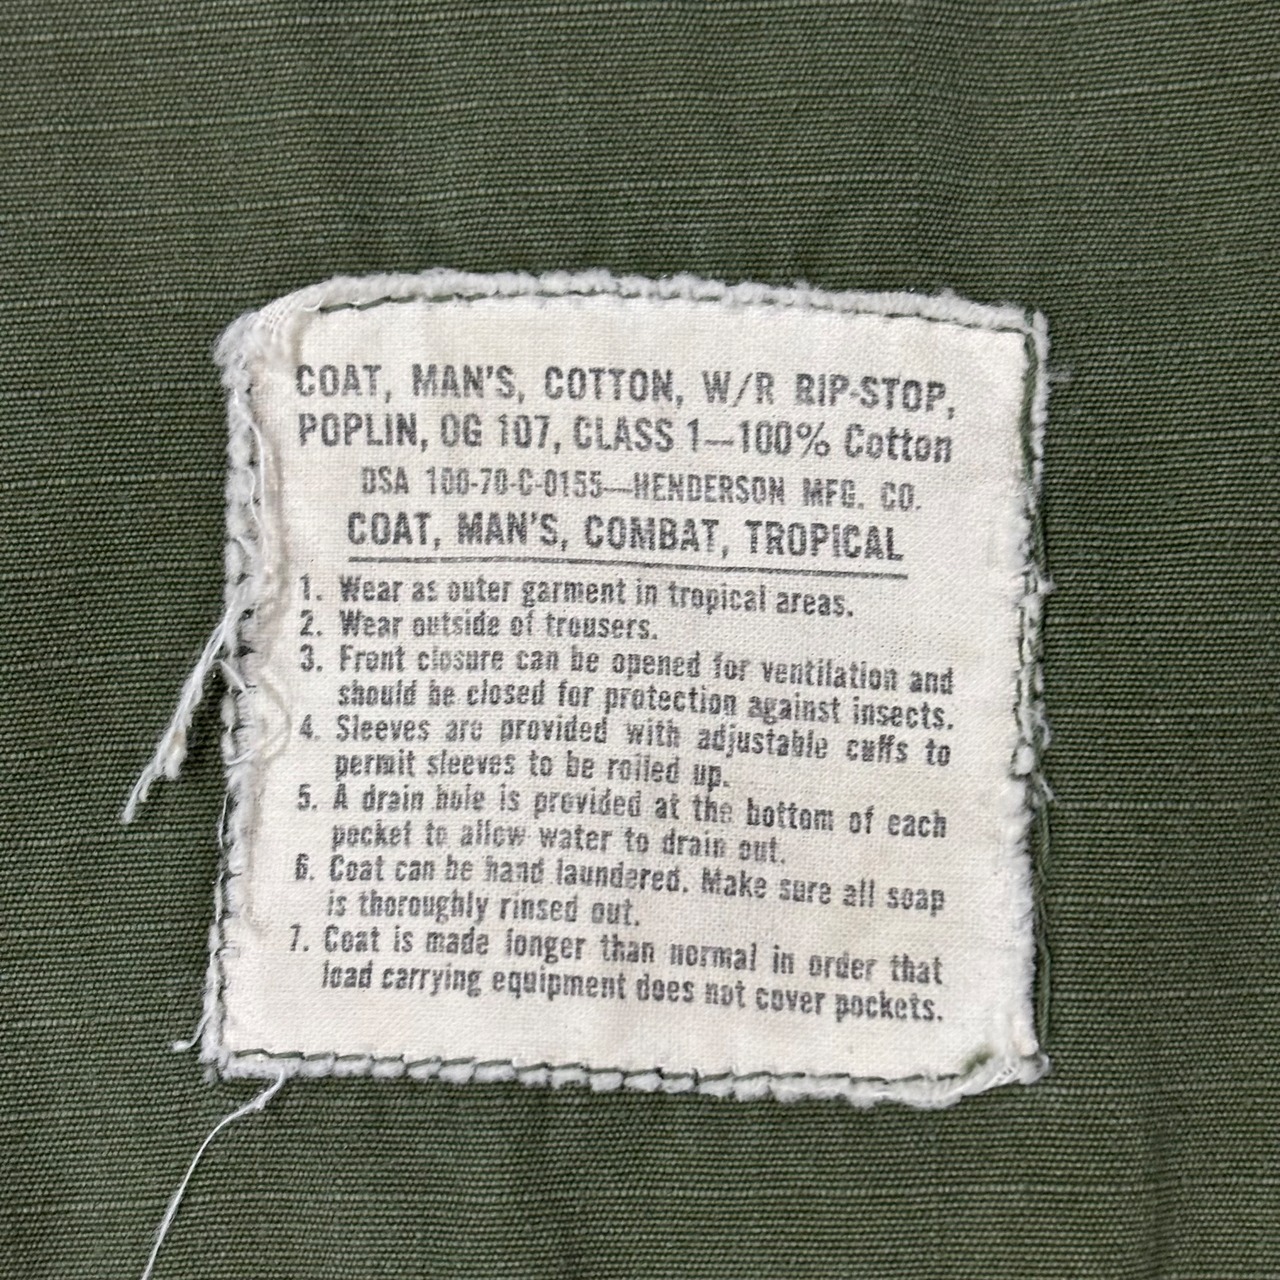 COAT, MAN'S, COTTON, W/R RIP-STOP,
POPLIN, OG 107, CLASS 1—100% Cotton
DSA 100-70-C-0155—HENDERSON MFG. CO.
COAT, MAN'S, COMBAT, TROPICAL
1. Wear as outer garment in tropical areas.
2. Wear outside of trousers.
3. Front closure can be opened for ventilation and
should be closed for protection against insects.
4. Sleeves are provided with adjustable cuffs to
permit sleeves to be rolled up.
5. A drain hole is provided at the bottom of each
pocket to allow water to drain out.
6. Coat can be hand laundered. Make sure all soap
is thoroughly rinsed out.
7. Coat is made longer than normal in order that
load carrying equipment does not cover pockets.